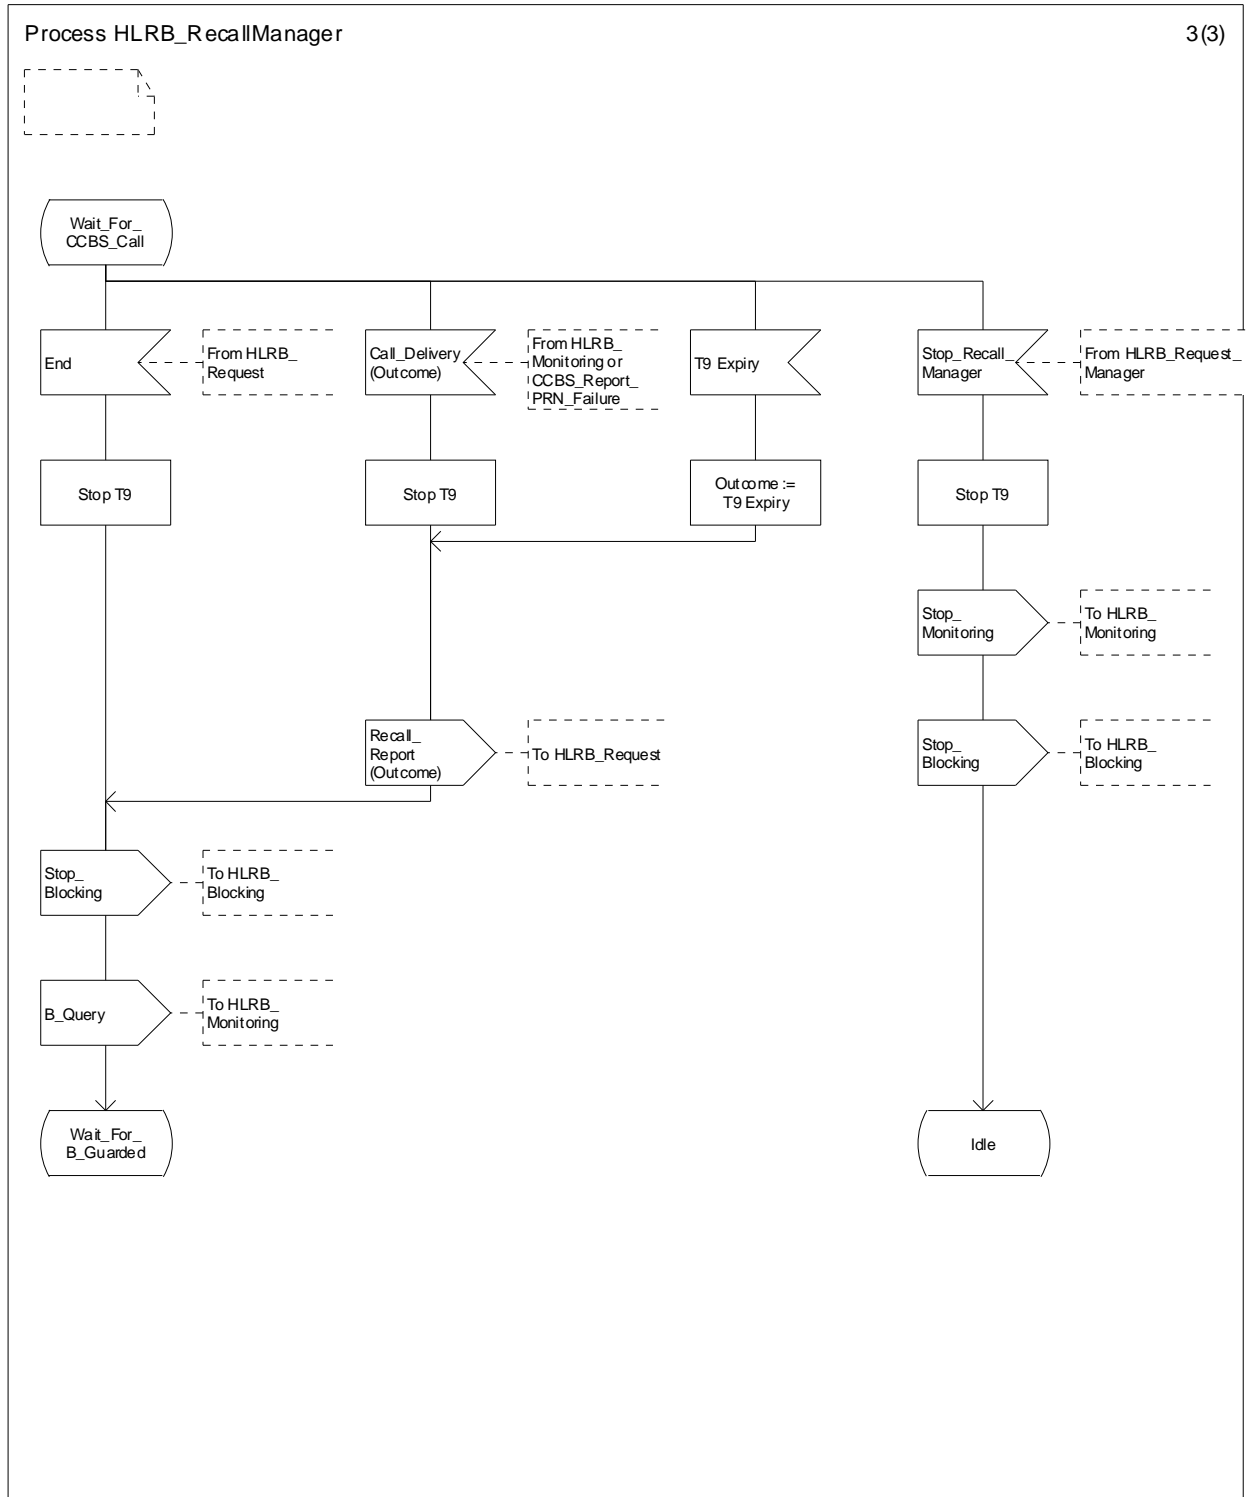 Process HLRB_RecallManager
3(3)
Wait_For_
CCBS_Call
End
From HLRB_
Request
Call_Delivery
(Outcome)
From HLRB_
Monitoring or
CCBS_Report_
PRN_Failure
T9 Expiry
Stop_Recall_
Manager
From HLRB_Request_
Manager
Stop T9
Stop T9
Outcome :=
T9 Expiry
Stop T9
Stop_
Monitoring
To HLRB_
Monitoring
Recall_
Report
(Outcome)
To HLRB_Request
Stop_
Blocking
To HLRB_
Blocking
Stop_
Blocking
To HLRB_
Blocking
B_Query
To HLRB_
Monitoring
Wait_For_
B_Guarded
Idle